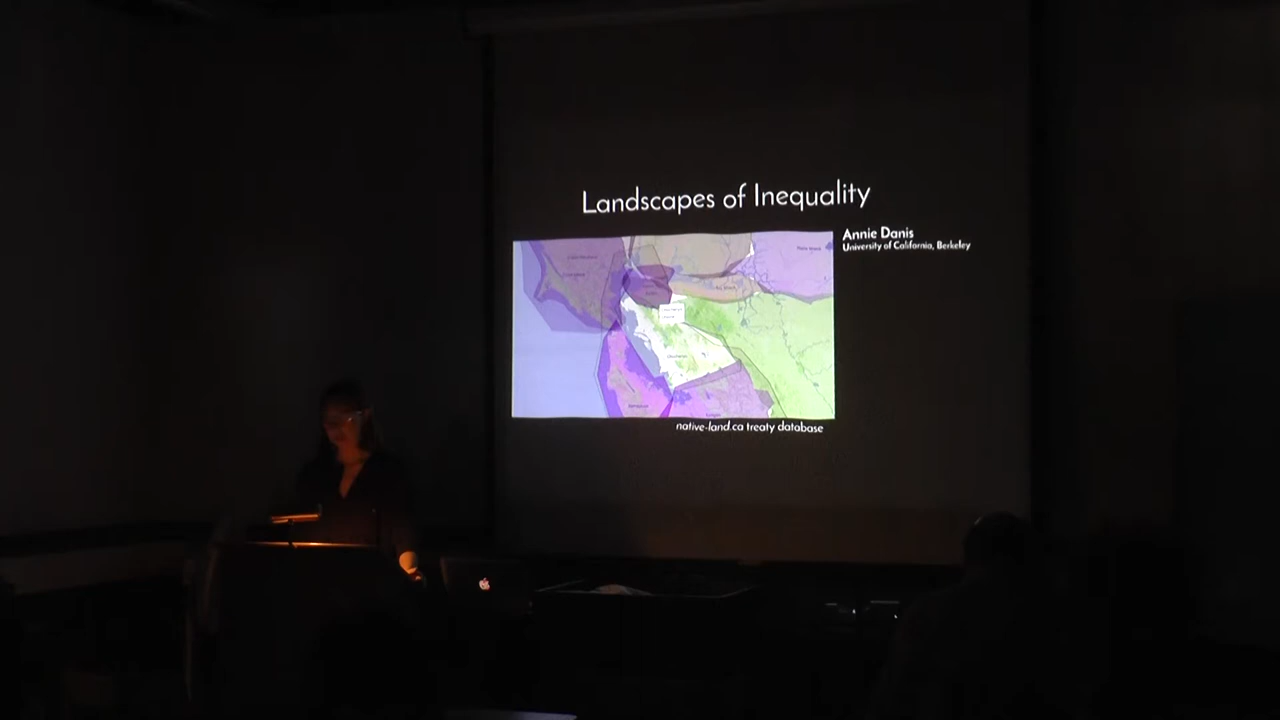 Landscapes of Inequality
Annie Danis
University of California, Berkeley
native-land.ca treaty database